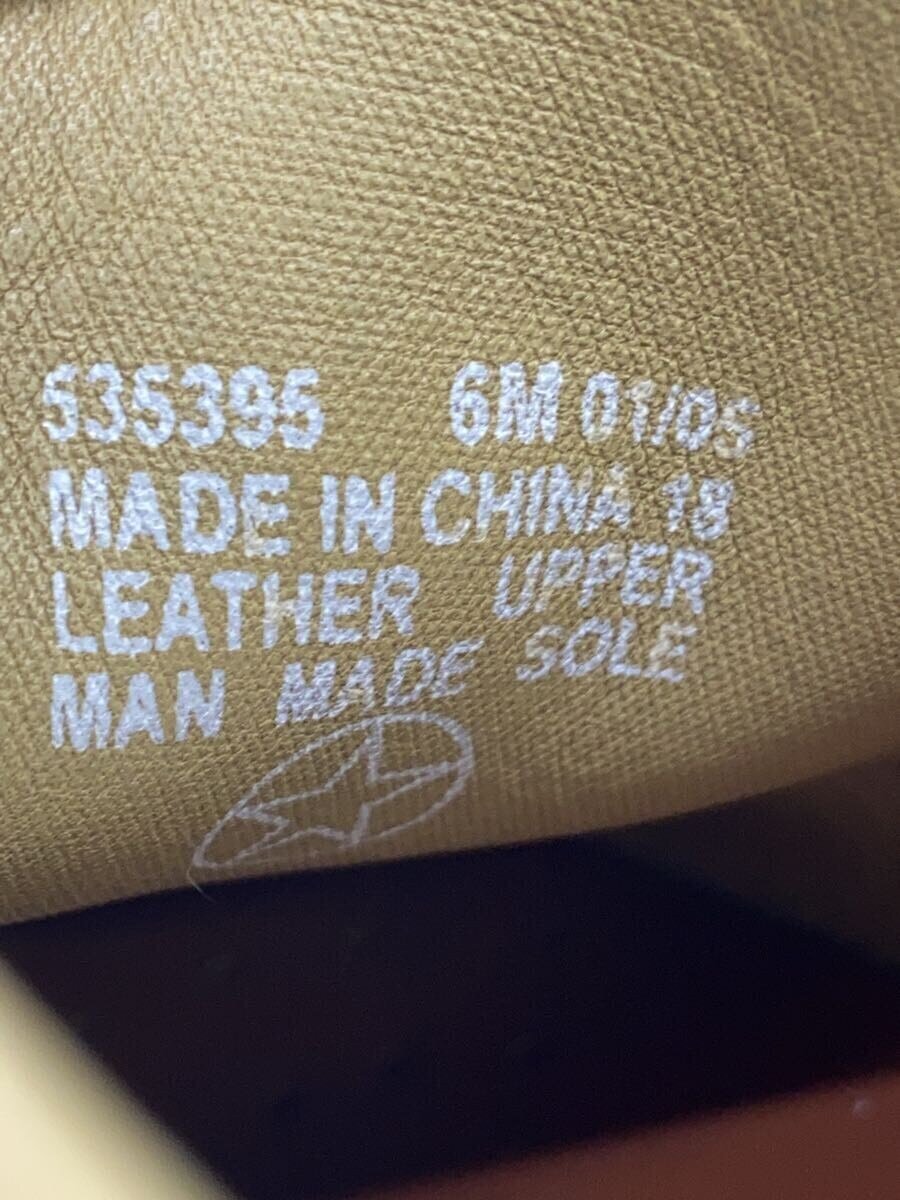 535395 6M 01/05
MADE IN CHINA 18
LEATHER UPPER
MAN MADE SOLE